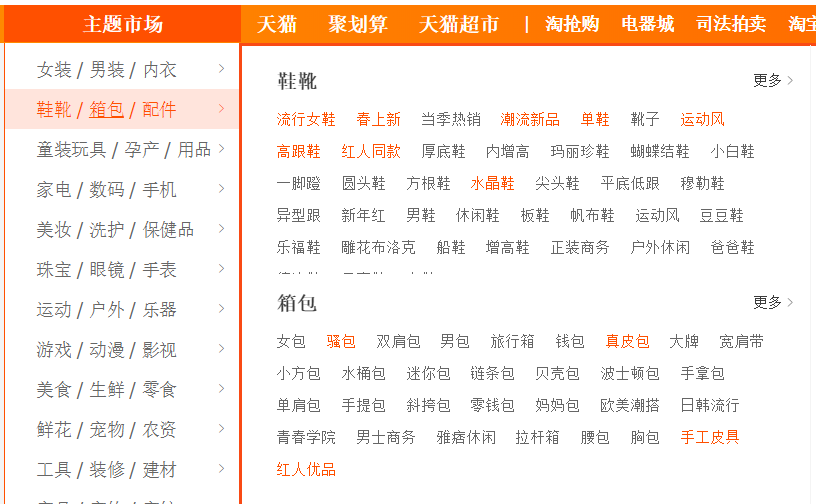 主题市场 天猫 聚划算 天猫超市 | 淘抢购 电器城 司法拍卖 淘宝
女装 / 男装 / 内衣
鞋靴 / 箱包 / 配件
童装玩具 / 孕产 / 用品
家电 / 数码 / 手机
美妆 / 洗护 / 保健品
珠宝 / 眼镜 / 手表
运动 / 户外 / 乐器
游戏 / 动漫 / 影视
美食 / 生鲜 / 零食
鲜花 / 宠物 / 农资
工具 / 装修 / 建材
鞋靴 更多
流行女鞋 春上新 当季热销 潮流新品 单鞋 靴子 运动风
高跟鞋 红人同款 厚底鞋 内增高 玛丽珍鞋 蝴蝶结鞋 小白鞋
一脚蹬 圆头鞋 方根鞋 水晶鞋 尖头鞋 平底低跟 穆勒鞋
异型跟 新年红 男鞋 休闲鞋 板鞋 帆布鞋 运动风 豆豆鞋
乐福鞋 雕花布洛克 船鞋 增高鞋 正装商务 户外休闲 爸爸鞋
箱包 更多
女包 骚包 双肩包 男包 旅行箱 钱包 真皮包 大牌 宽肩带
小方包 水桶包 迷你包 链条包 贝壳包 波士顿包 手拿包
单肩包 手提包 斜挎包 零钱包 妈妈包 欧美潮搭 日韩流行
青春学院 男士商务 雅痞休闲 拉杆箱 腰包 胸包 手工皮具
红人优品